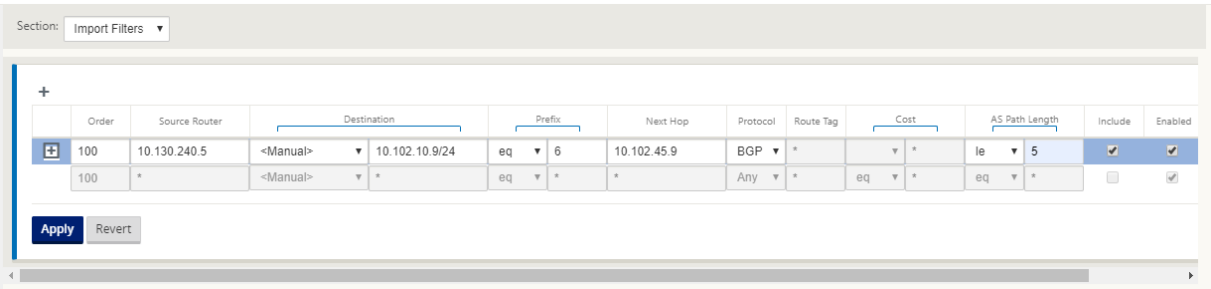 Section: Import Filters
+
Order Source Router Destination Prefix Next Hop Protocol Route Tag Cost AS Path Length Include Enabled
100 10.130.240.5 <Manual> 10.102.10.9/24 eq 6 10.102.45.9 BGP * * le 5
100 * <Manual> * eq * * Any * eq * eq *
Apply Revert